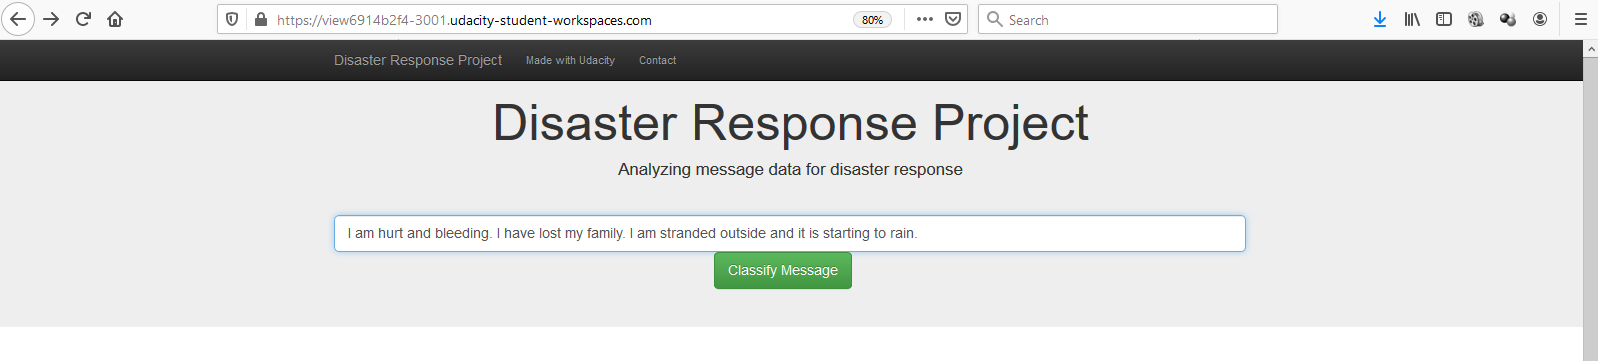 https://view6914b2f4-3001.udacity-student-workspaces.com 80% Search
Disaster Response Project Made with Udacity Contact
Disaster Response Project
Analyzing message data for disaster response
I am hurt and bleeding. I have lost my family. I am stranded outside and it is starting to rain.
Classify Message